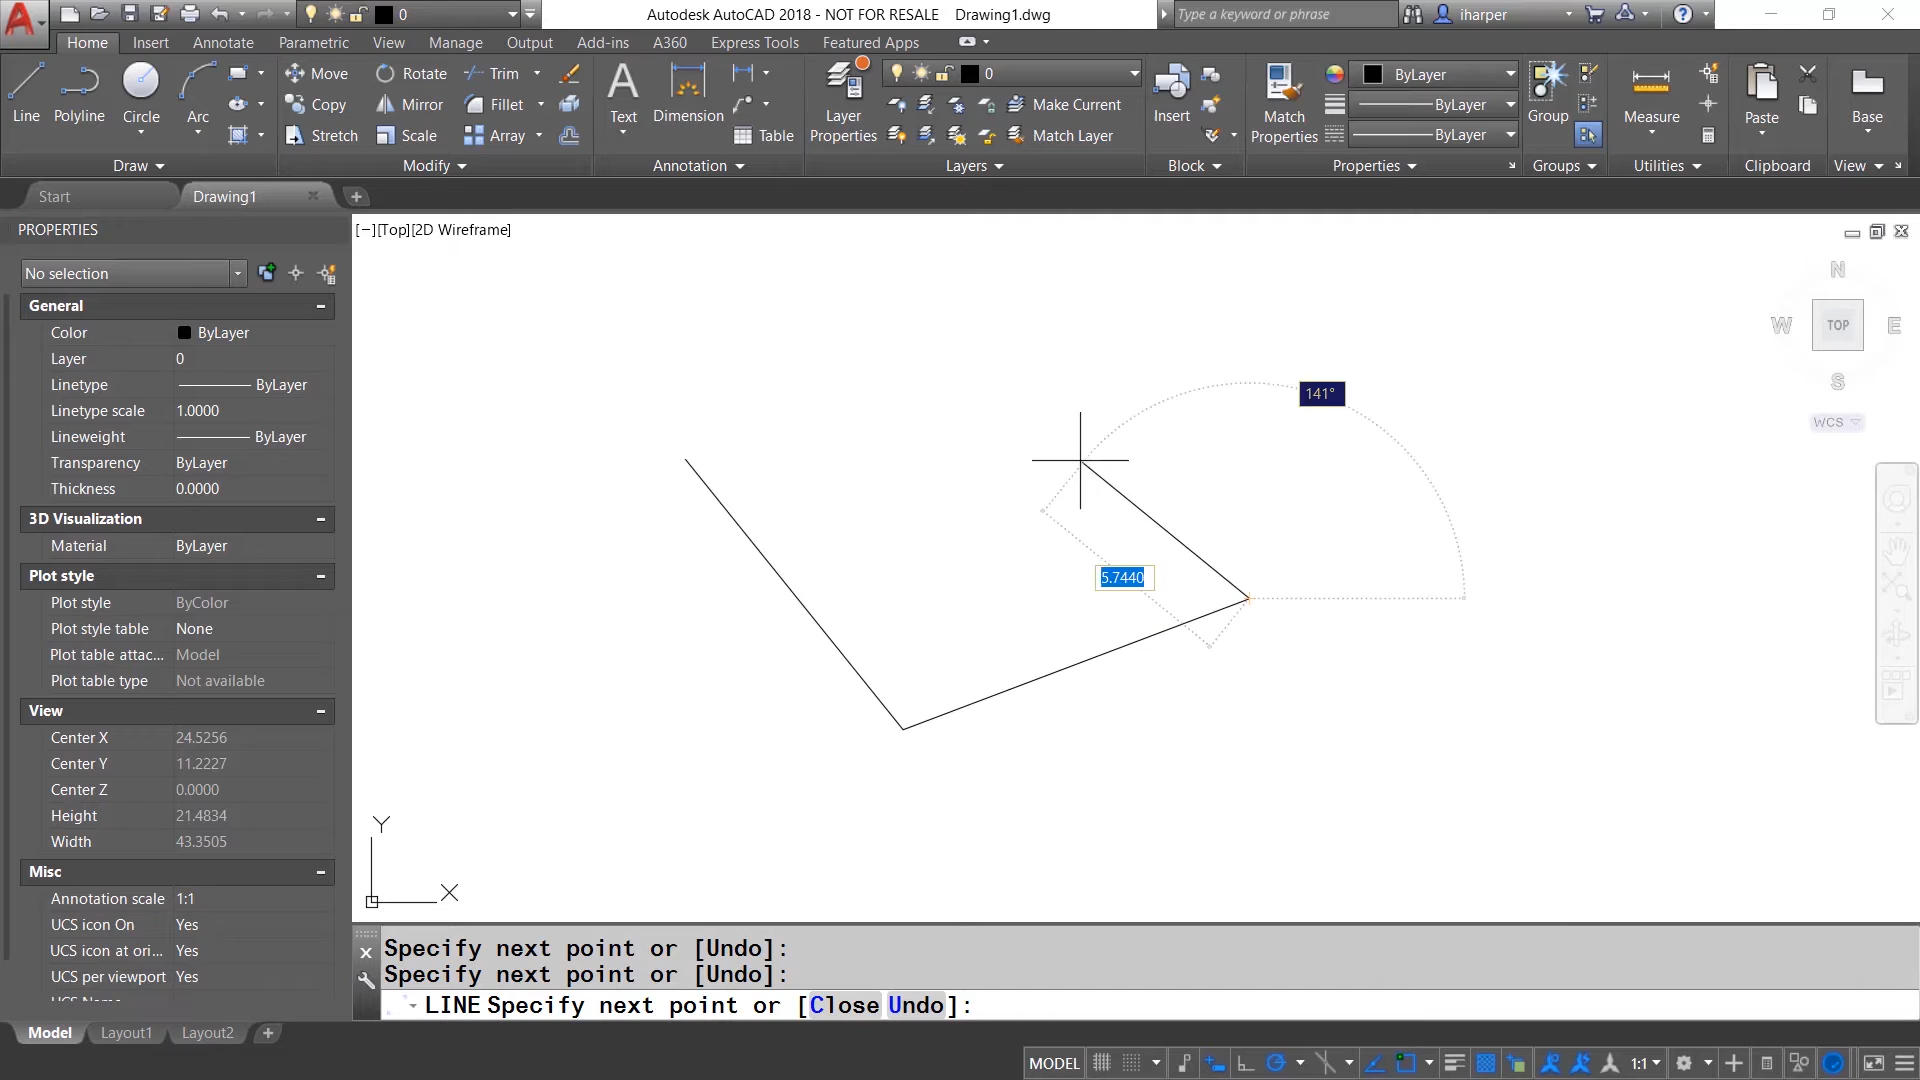 0
Autodesk AutoCAD 2018 - NOT FOR RESALE Drawing1.dwg
Type a keyword or phrase
iharper
Home Insert Annotate Parametric View Manage Output Add-ins A360 Express Tools Featured Apps
Line
Polyline
Circle
Arc
Draw
Move
Rotate
Trim
Copy
Mirror
Fillet
Stretch
Scale
Array
Modify
Text
Dimension
Table
Annotation
Layer
Properties
0
Make Current
Match Layer
Layers
Insert
Block
Match
Properties
ByLayer
ByLayer
ByLayer
Properties
Group
Groups
Measure
Utilities
Paste
Clipboard
Base
View
Start
Drawing1
PROPERTIES
No selection
General
Color ByLayer
Layer 0
Linetype ByLayer
Linetype scale 1.0000
Lineweight ByLayer
Transparency ByLayer
Thickness 0.0000
3D Visualization
Material ByLayer
Plot style
Plot style ByColor
Plot style table None
Plot table attac... Model
Plot table type Not available
View
Center X 24.5256
Center Y 11.2227
Center Z 0.0000
Height 21.4834
Width 43.3505
Misc
Annotation scale 1:1
UCS icon On Yes
UCS icon at ori... Yes
UCS per viewport Yes
[−][Top][2D Wireframe]
N
W TOP E
S
WCS
141°
5.7440
Y
X
Specify next point or [Undo]:
Specify next point or [Undo]:
LINE Specify next point or [Close Undo]:
Model Layout1 Layout2
MODEL
1:1